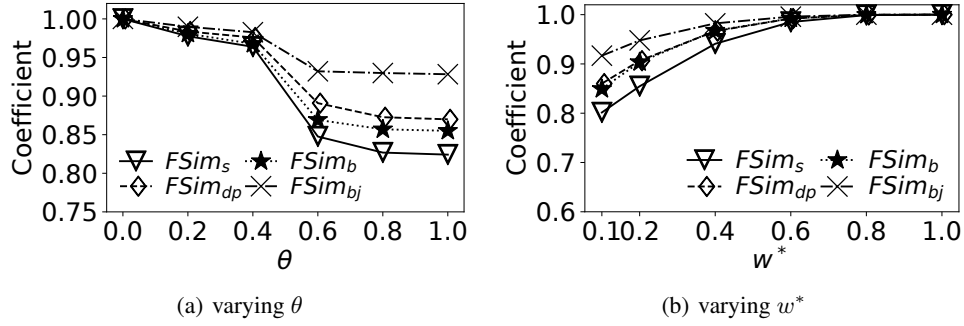 Coefficient
1.00
0.95
0.90
0.85
0.80
0.75
FSim_s
FSim_b
FSim_dp
FSim_bj
0.0 0.2 0.4 0.6 0.8 1.0
θ
(a) varying θ
Coefficient
1.0
0.9
0.8
0.7
0.6
FSim_s
FSim_b
FSim_dp
FSim_bj
0.1 0.2 0.4 0.6 0.8 1.0
w*
(b) varying w*